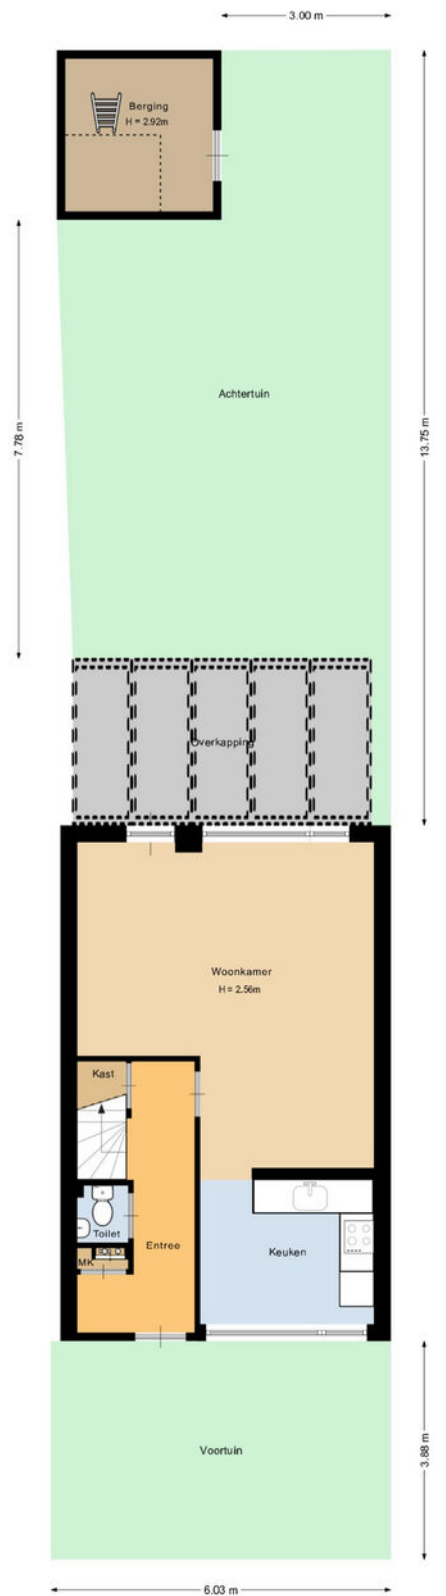 3.00 m
Berging
H = 2.92m
7.78 m
13.75 m
Achtertuin
Overkapping
Woonkamer
H = 2.56m
Kast
Toilet
MK
Entree
Keuken
Voortuin
3.88 m
6.03 m